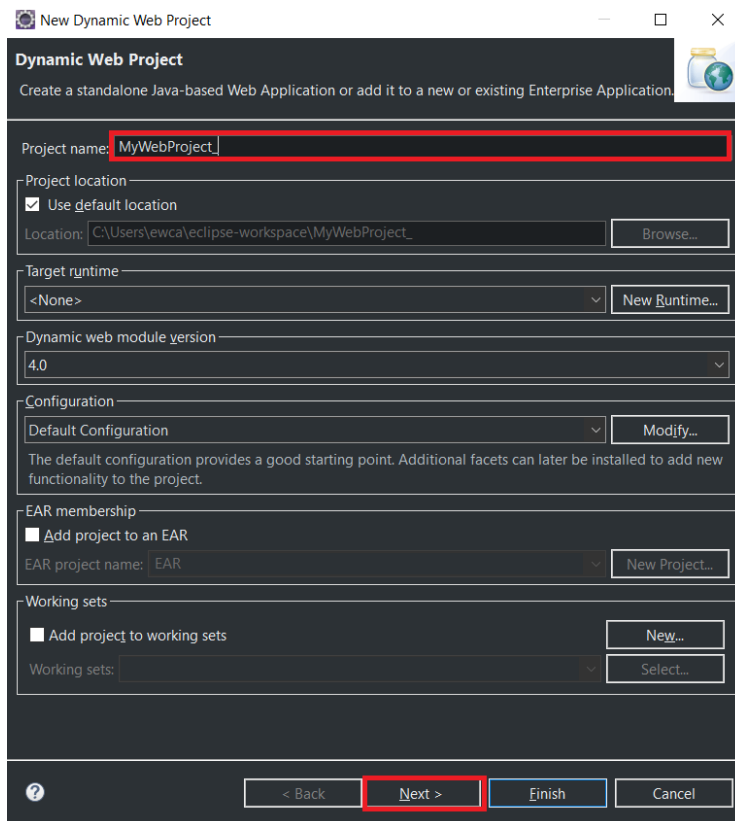 New Dynamic Web Project
Dynamic Web Project
Create a standalone Java-based Web Application or add it to a new or existing Enterprise Application.
Project name: MyWebProject_
Project location
Use default location
Location: C:\Users\ewca\eclipse-workspace\MyWebProject_ Browse...
Target runtime
<None> New Runtime...
Dynamic web module version
4.0
Configuration
Default Configuration Modify...
The default configuration provides a good starting point. Additional facets can later be installed to add new
functionality to the project.
EAR membership
Add project to an EAR
EAR project name: EAR New Project...
Working sets
Add project to working sets New...
Working sets: Select...
? < Back Next > Finish Cancel